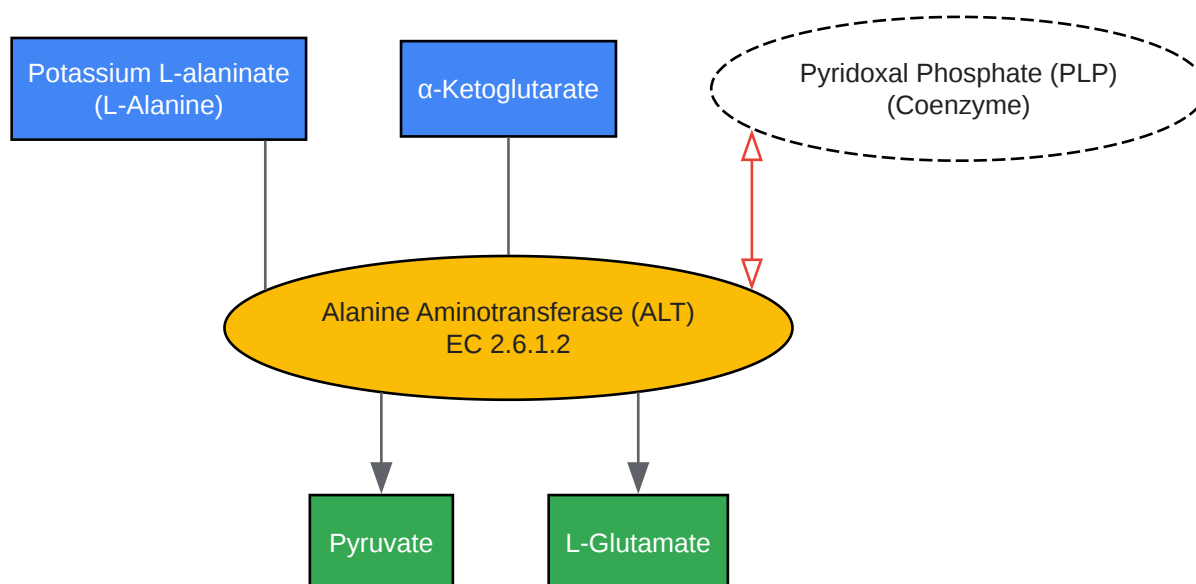 Potassium L-alaninate
(L-Alanine)
α-Ketoglutarate
Pyridoxal Phosphate (PLP)
(Coenzyme)
Alanine Aminotransferase (ALT)
EC 2.6.1.2
Pyruvate
L-Glutamate